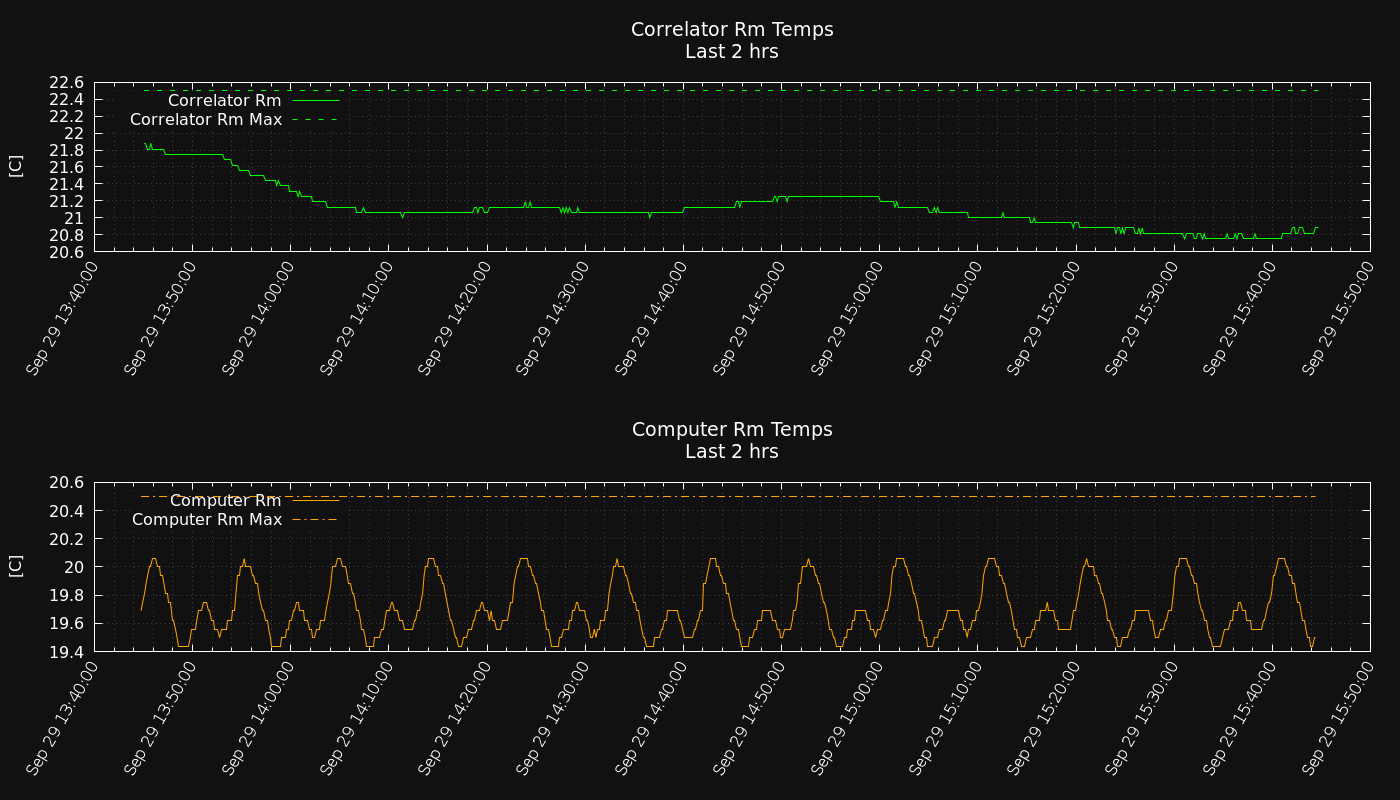 Correlator Rm Temps
Last 2 hrs
[C]
22.6
22.4
22.2
22
21.8
21.6
21.4
21.2
21
20.8
20.6
Correlator Rm
Correlator Rm Max
Sep 29 13:40:00
Sep 29 13:50:00
Sep 29 14:00:00
Sep 29 14:10:00
Sep 29 14:20:00
Sep 29 14:30:00
Sep 29 14:40:00
Sep 29 14:50:00
Sep 29 15:00:00
Sep 29 15:10:00
Sep 29 15:20:00
Sep 29 15:30:00
Sep 29 15:40:00
Sep 29 15:50:00
Computer Rm Temps
Last 2 hrs
[C]
20.6
20.4
20.2
20
19.8
19.6
19.4
Computer Rm
Computer Rm Max
Sep 29 13:40:00
Sep 29 13:50:00
Sep 29 14:00:00
Sep 29 14:10:00
Sep 29 14:20:00
Sep 29 14:30:00
Sep 29 14:40:00
Sep 29 14:50:00
Sep 29 15:00:00
Sep 29 15:10:00
Sep 29 15:20:00
Sep 29 15:30:00
Sep 29 15:40:00
Sep 29 15:50:00